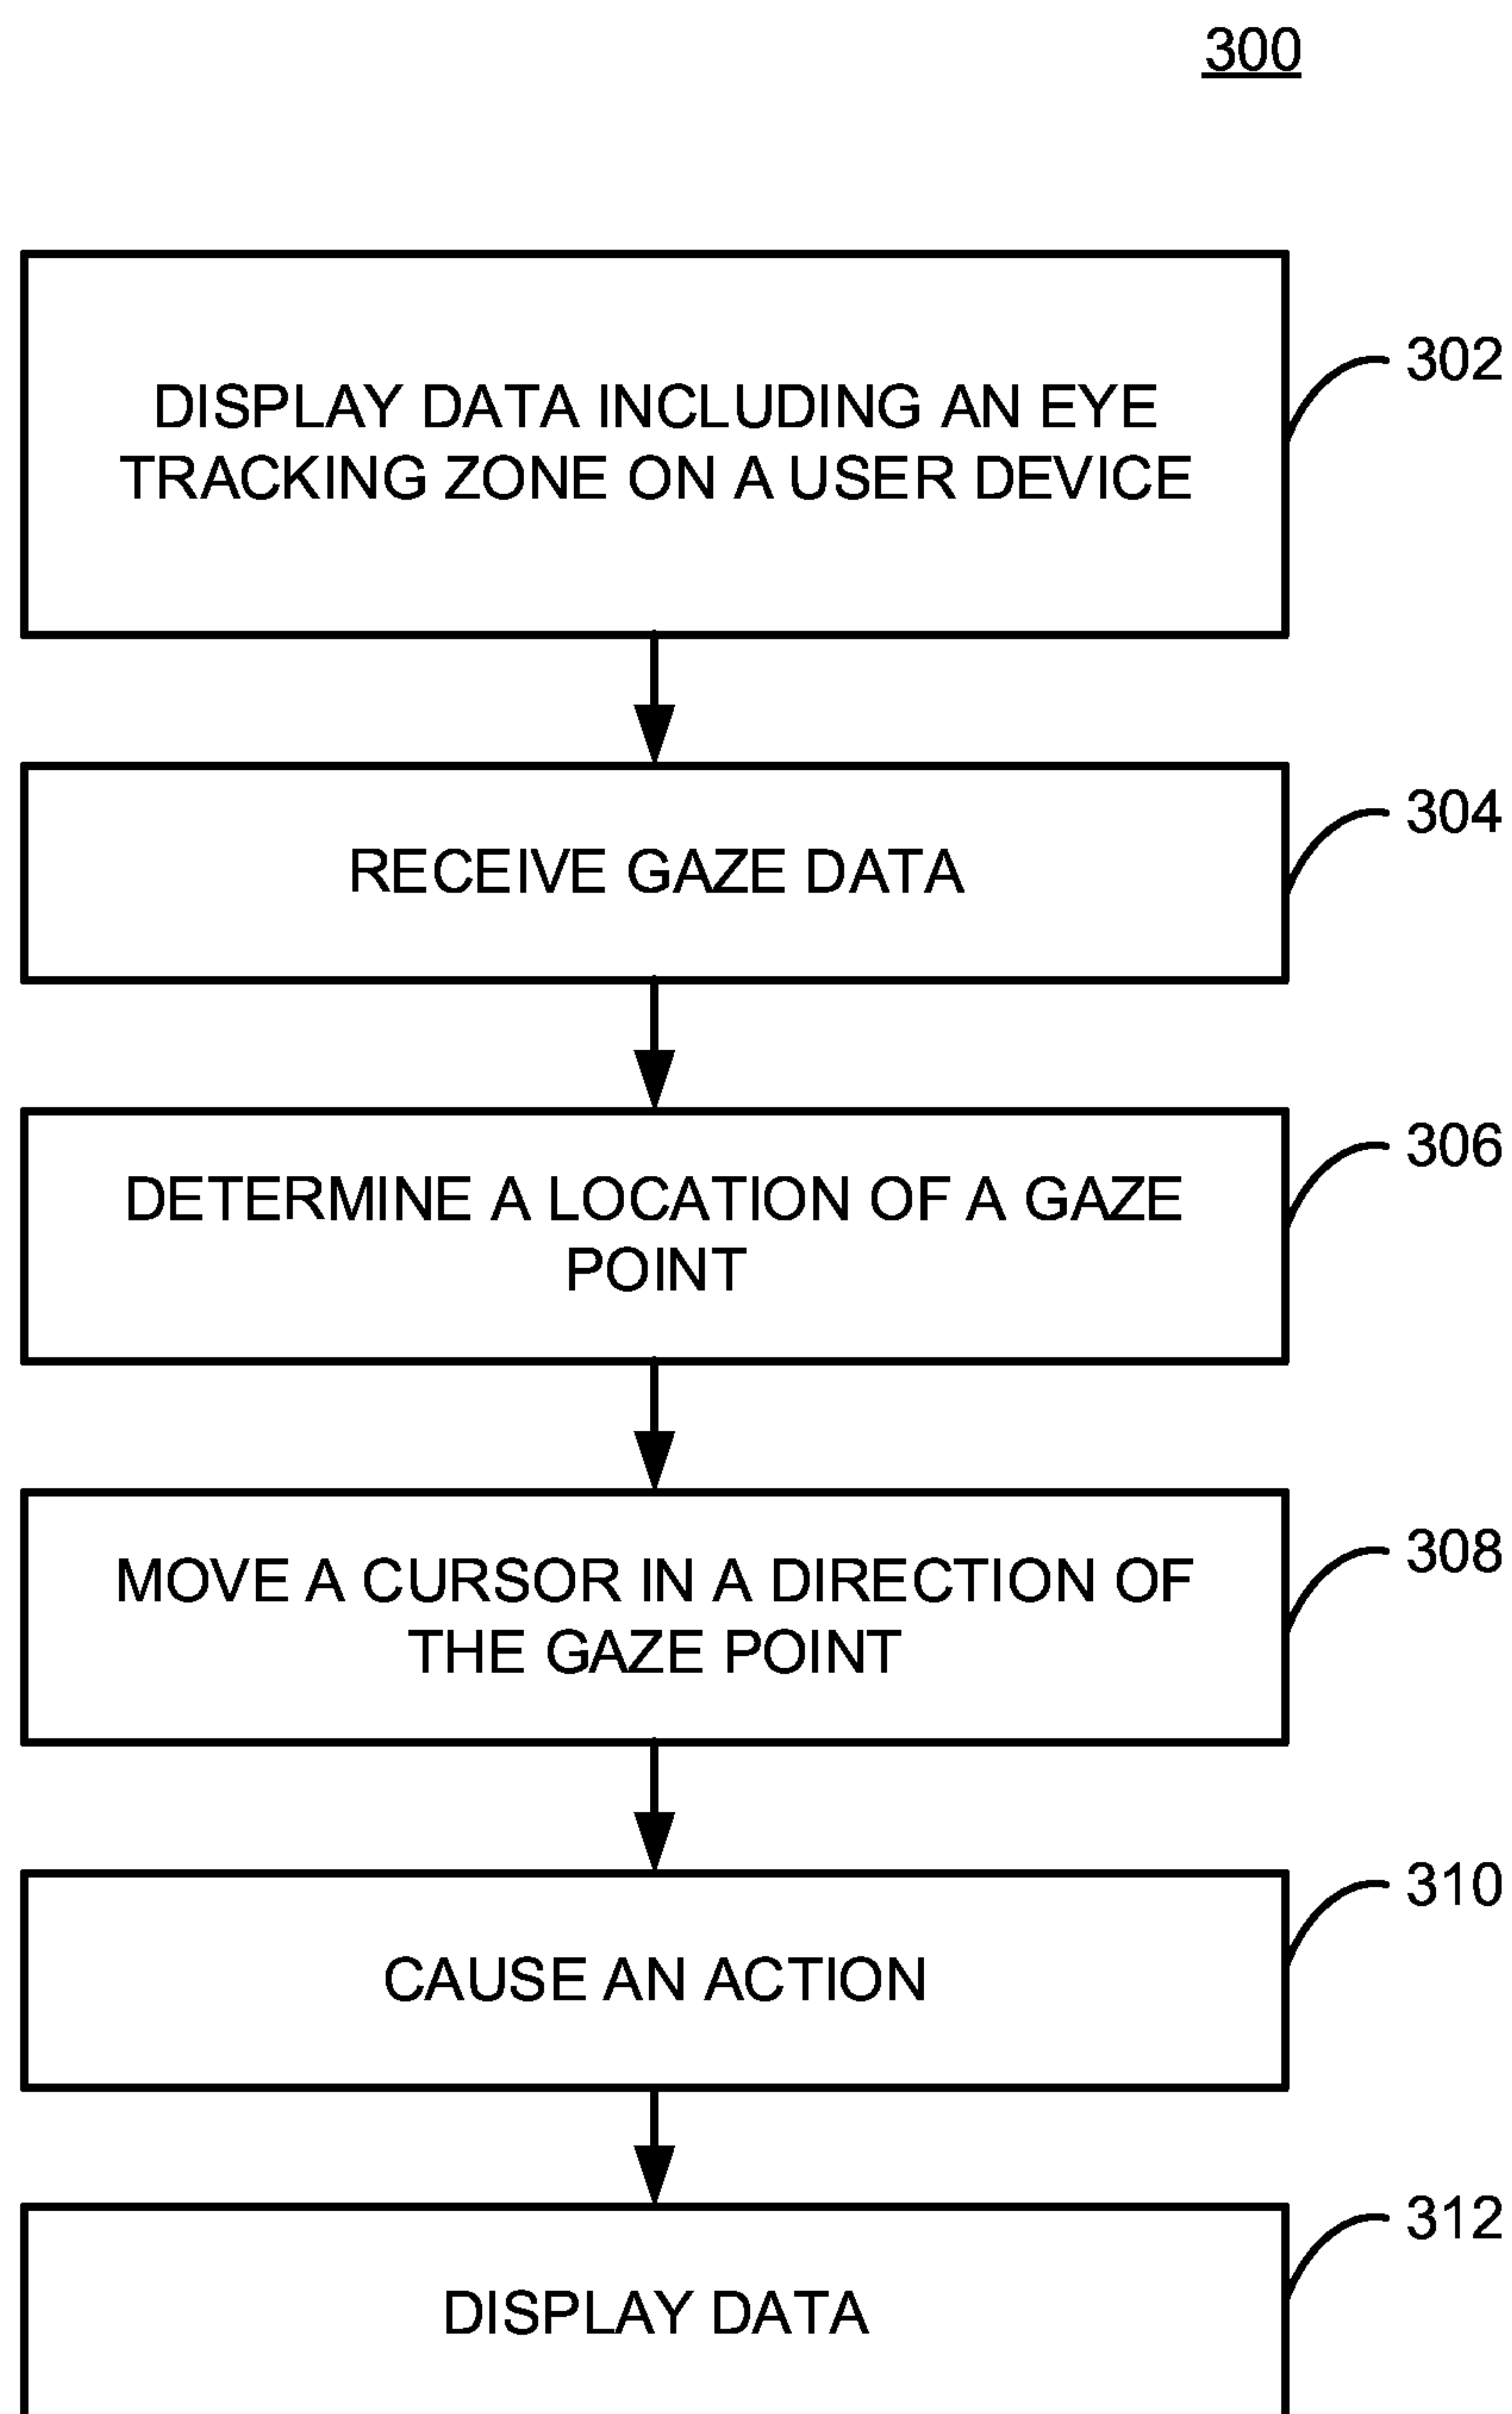 300
DISPLAY DATA INCLUDING AN EYE
TRACKING ZONE ON A USER DEVICE
302
RECEIVE GAZE DATA
304
DETERMINE A LOCATION OF A GAZE
POINT
306
MOVE A CURSOR IN A DIRECTION OF
THE GAZE POINT
308
CAUSE AN ACTION
310
DISPLAY DATA
312